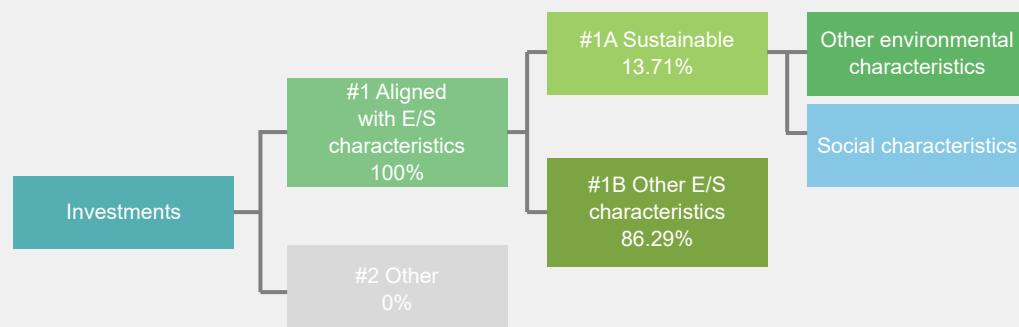 Investments
#1 Aligned
with E/S
characteristics
100%
#2 Other
0%
#1A Sustainable
13.71%
#1B Other E/S
characteristics
86.29%
Other environmental
characteristics
Social characteristics